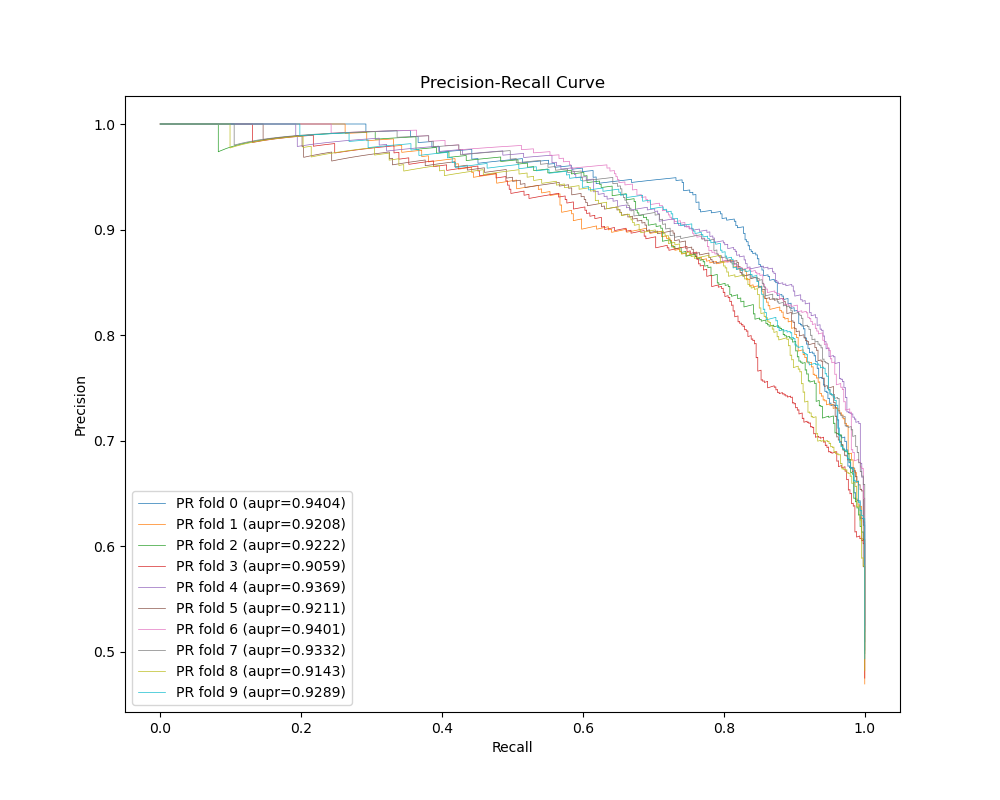 Precision-Recall Curve
1.0
0.9
0.8
0.7
0.6
0.5
Precision
PR fold 0 (aupr=0.9404)
PR fold 1 (aupr=0.9208)
PR fold 2 (aupr=0.9222)
PR fold 3 (aupr=0.9059)
PR fold 4 (aupr=0.9369)
PR fold 5 (aupr=0.9211)
PR fold 6 (aupr=0.9401)
PR fold 7 (aupr=0.9332)
PR fold 8 (aupr=0.9143)
PR fold 9 (aupr=0.9289)
0.0 0.2 0.4 0.6 0.8 1.0
Recall